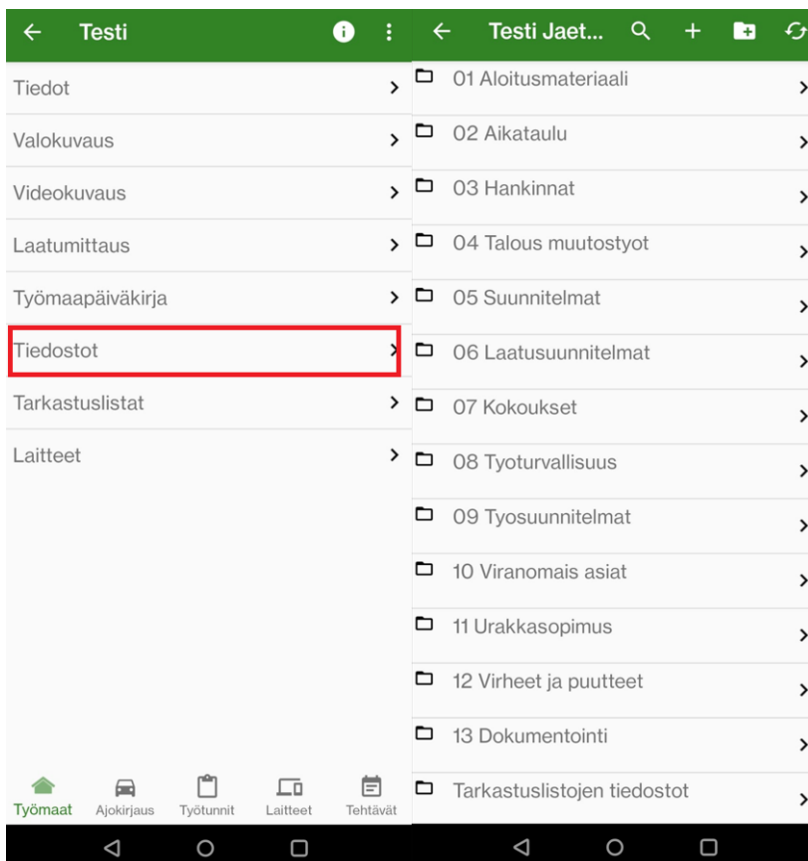 Testi
Tiedot
Valokuvaus
Videokuvaus
Laatumittaus
Työmaapäiväkirja
Tiedostot
Tarkastuslistat
Laitteet
Työmaat
Ajokirjaus
Työtunnit
Laitteet
Tehtävät
Testi Jaet...
01 Aloitusmateriaali
02 Aikataulu
03 Hankinnat
04 Talous muutostyot
05 Suunnitelmat
06 Laatusuunnitelmat
07 Kokoukset
08 Tyoturvallisuus
09 Tyosuunnitelmat
10 Viranomais asiat
11 Urakkasopimus
12 Virheet ja puutteet
13 Dokumentointi
Tarkastuslistojen tiedostot